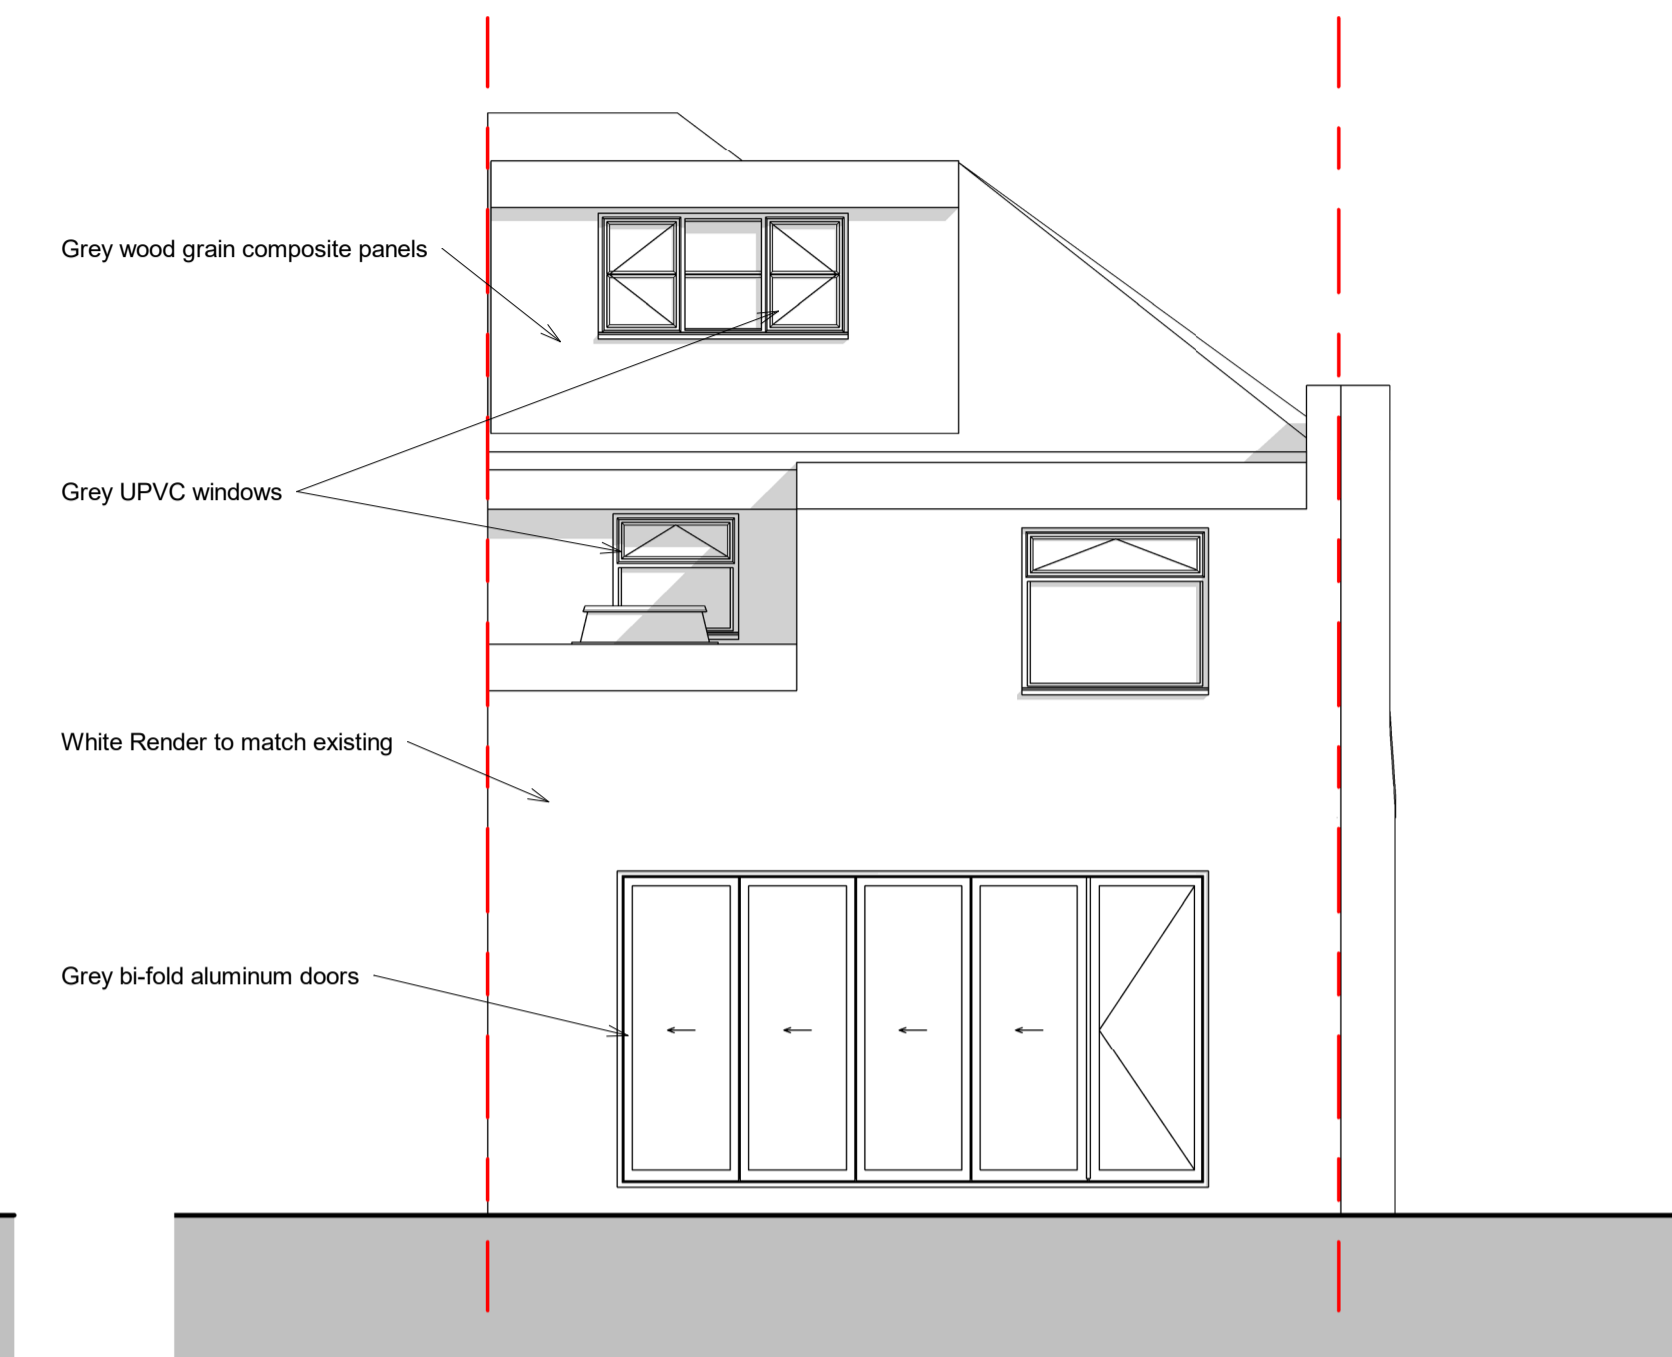 Grey wood grain composite panels
Grey UPVC windows
White Render to match existing
Grey bi-fold aluminum doors